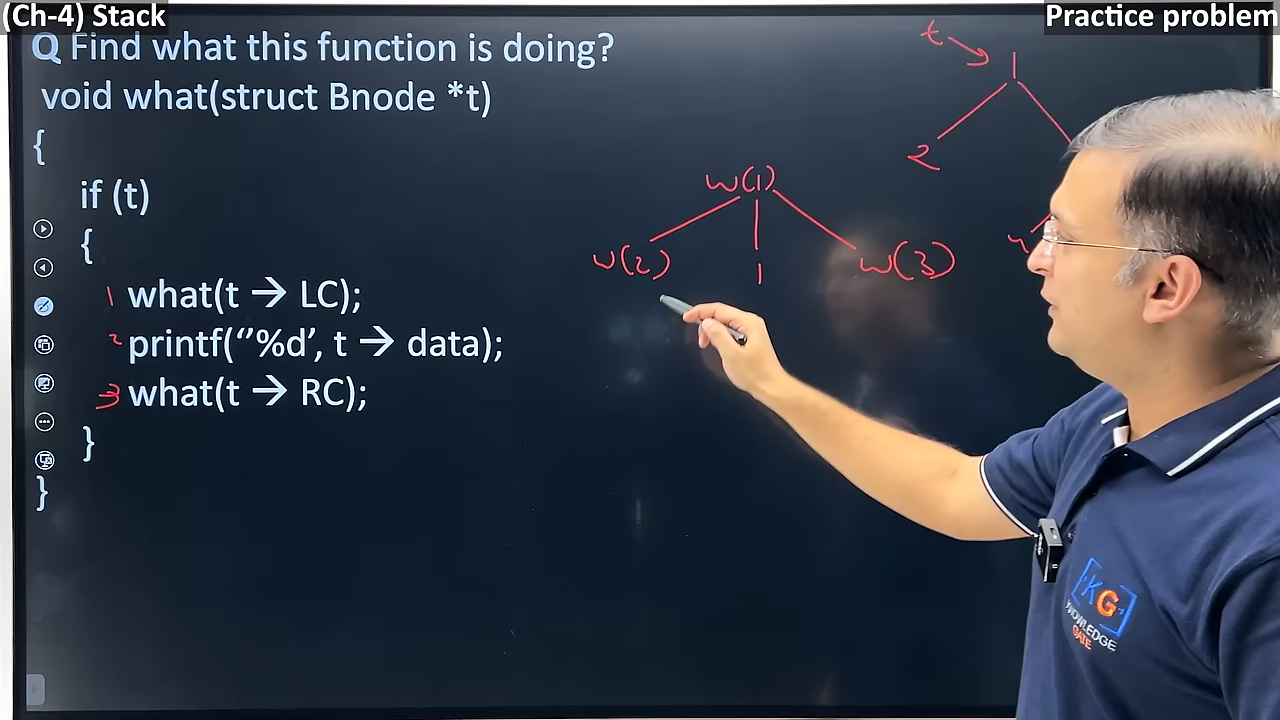 (Ch-4) Stack
Practice problem
Q Find what this function is doing?
void what(struct Bnode *t)
{
if (t)
{
1 what(t → LC);
2 printf(‘’%d’, t → data);
3 what(t → RC);
}
}
t
1
2
w(1)
w(2)
1
w(3)
4
KG
KNOWLEDGE
GATE